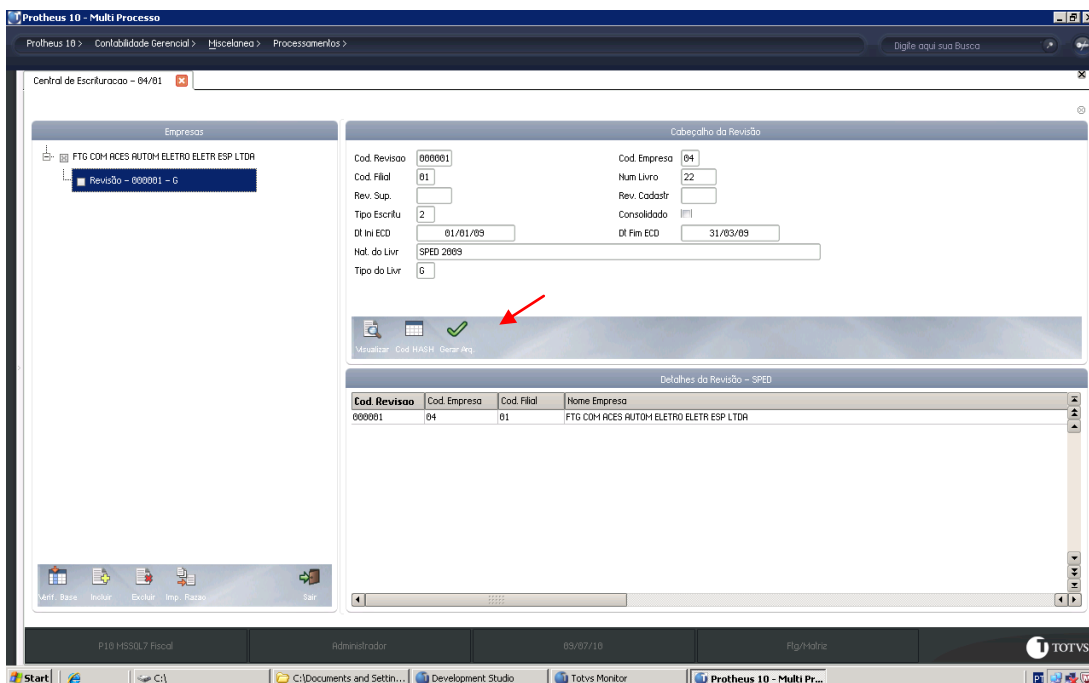 Protheus 10 - Multi Processo
Protheus 10 > Contabilidade Gerencial > Miscelanea > Processamentos >
Digite aqui sua Busca
Central de Escrituracao - 04/01
Empresas
FTG COM ACES AUTOM ELETRO ELETR ESP LTDA
Revisão - 000001 - G
Cabeçalho da Revisão
Cod. Revisao 000001 Cod. Empresa 04
Cod. Filial 01 Num Livro 22
Rev. Sup. Rev. Cadastr
Tipo Escritu 2 Consolidado
Dt Ini ECD 01/01/09 Dt Fim ECD 31/03/09
Nat. do Livr SPED 2009
Tipo do Livr G
Visualizar Cod HASH Gerar Arq.
Detalhes da Revisão - SPED
Cod. Revisao Cod. Empresa Cod. Filial Nome Empresa
000001 04 01 FTG COM ACES AUTOM ELETRO ELETR ESP LTDA
Verif. Base Incluir Excluir Imp. Razao Sair
P10 MSSQL7 Fiscal Administrador 09/07/10 Ftg/Matriz TOTVS
Start C:\ C:\Documents and Settin... Development Studio Totvs Monitor Protheus 10 - Multi Pr... PT